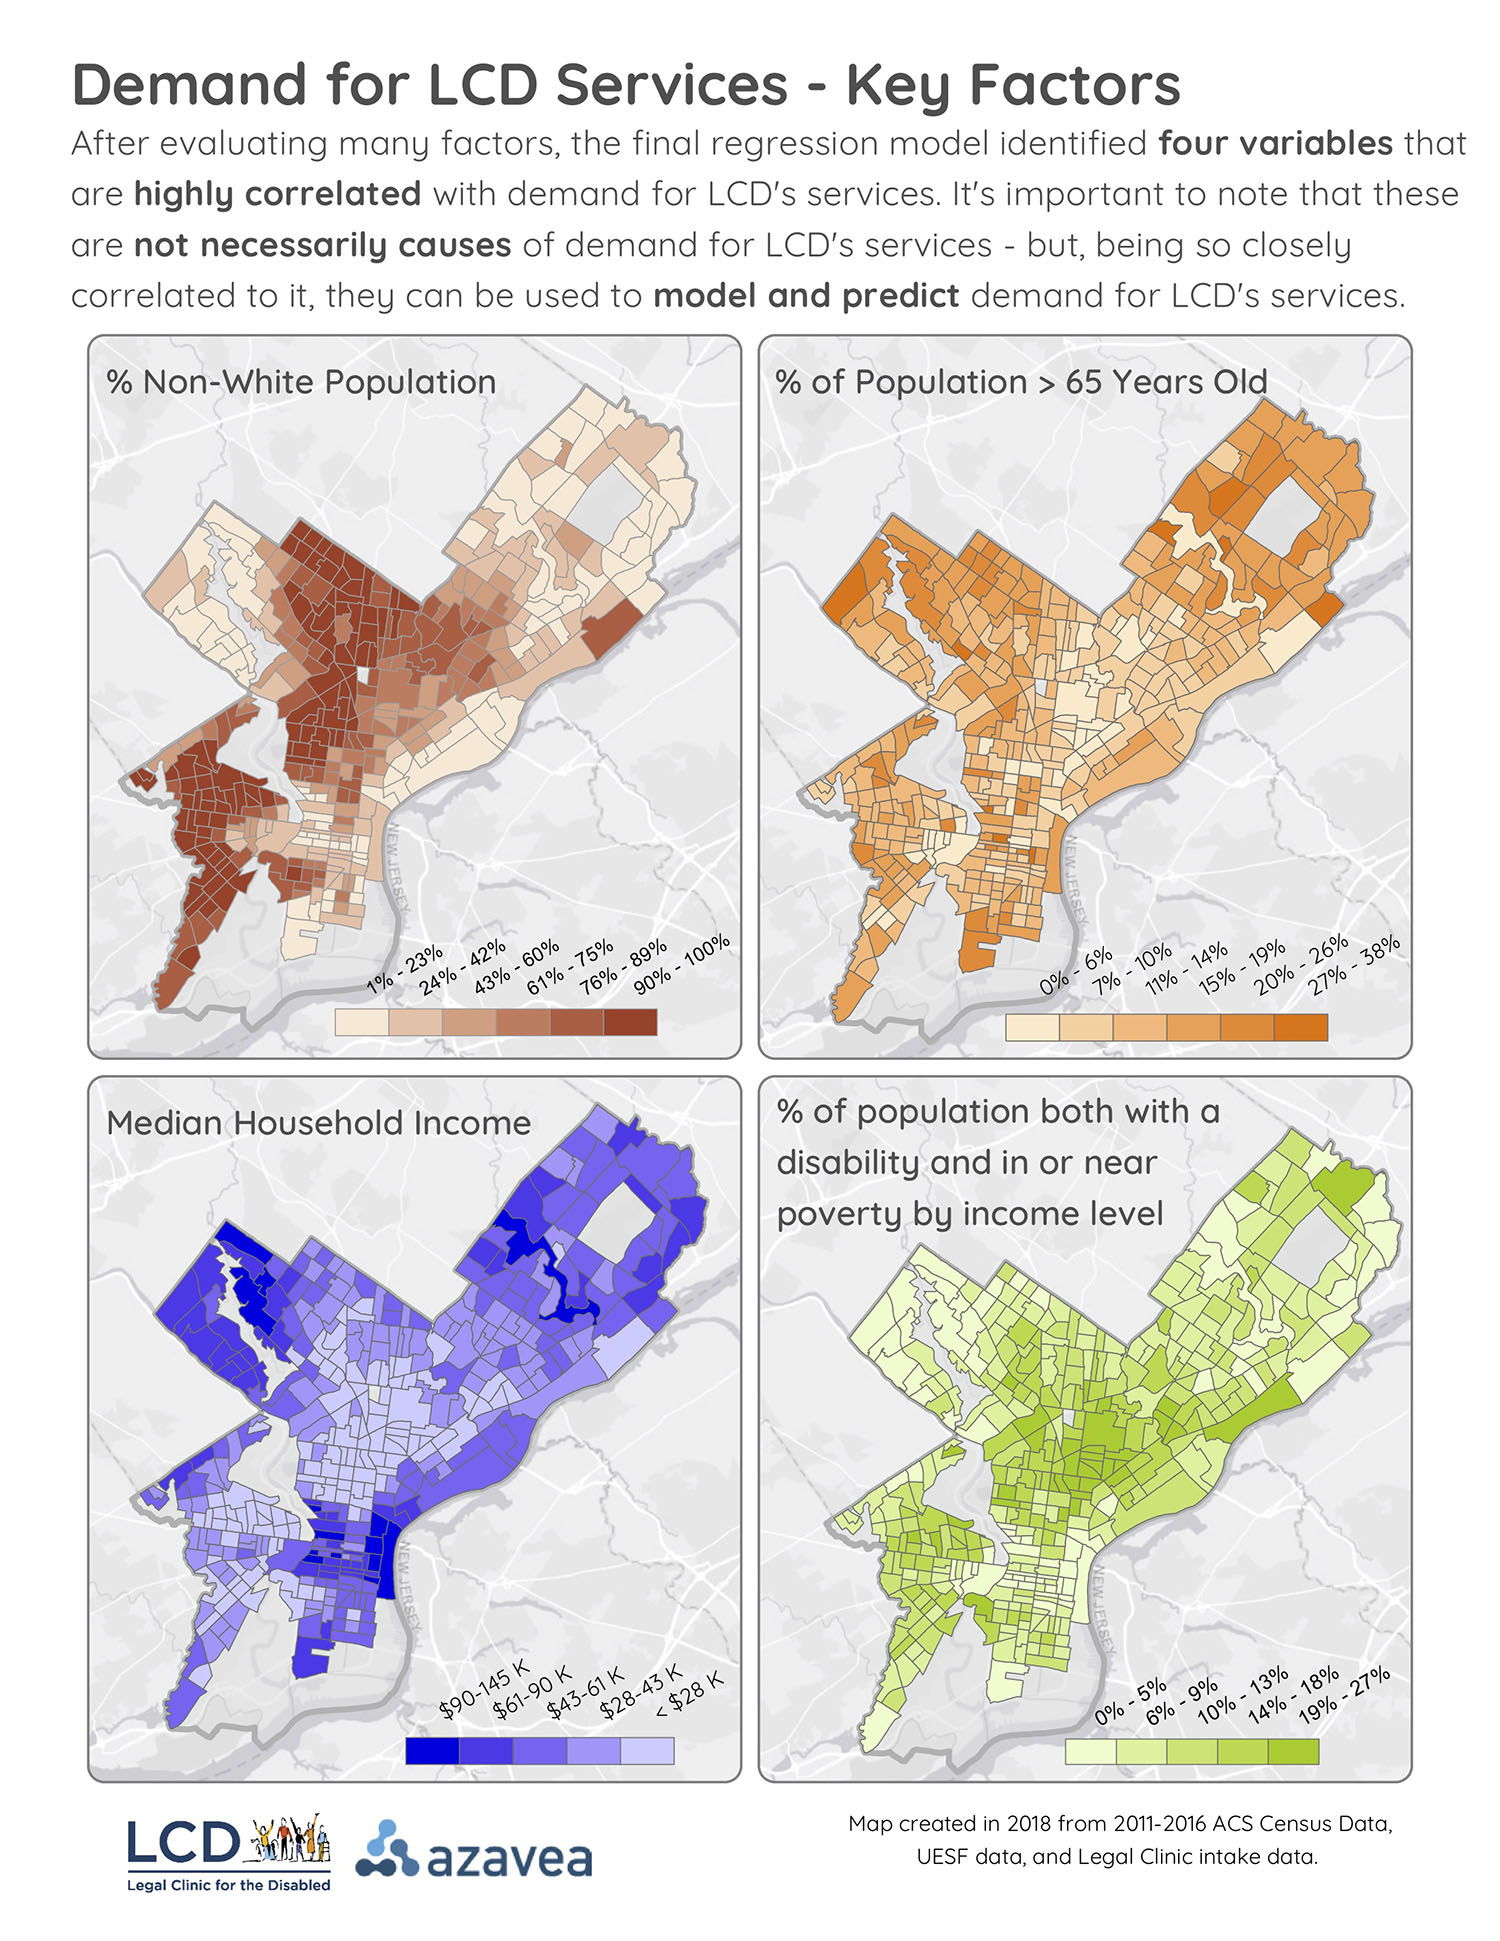 Demand for LCD Services - Key Factors
After evaluating many factors, the final regression model identified four variables that
are highly correlated with demand for LCD's services. It's important to note that these
are not necessarily causes of demand for LCD's services - but, being so closely
correlated to it, they can be used to model and predict demand for LCD's services.
% Non-White Population
NEW JERSEY
1% - 23%
24% - 42%
43% - 60%
61% - 75%
76% - 89%
90% - 100%
% of Population > 65 Years Old
NEW JERSEY
0% - 6%
7% - 10%
11% - 14%
15% - 19%
20% - 26%
27% - 38%
Median Household Income
NEW JERSEY
$90-145 K
$61-90 K
$43-61 K
$28-43 K
< $28 K
% of population both with a
disability and in or near
poverty by income level
NEW JERSEY
0% - 5%
6% - 9%
10% - 13%
14% - 18%
19% - 27%
LCD
Legal Clinic for the Disabled
azavea
Map created in 2018 from 2011-2016 ACS Census Data,
UESF data, and Legal Clinic intake data.